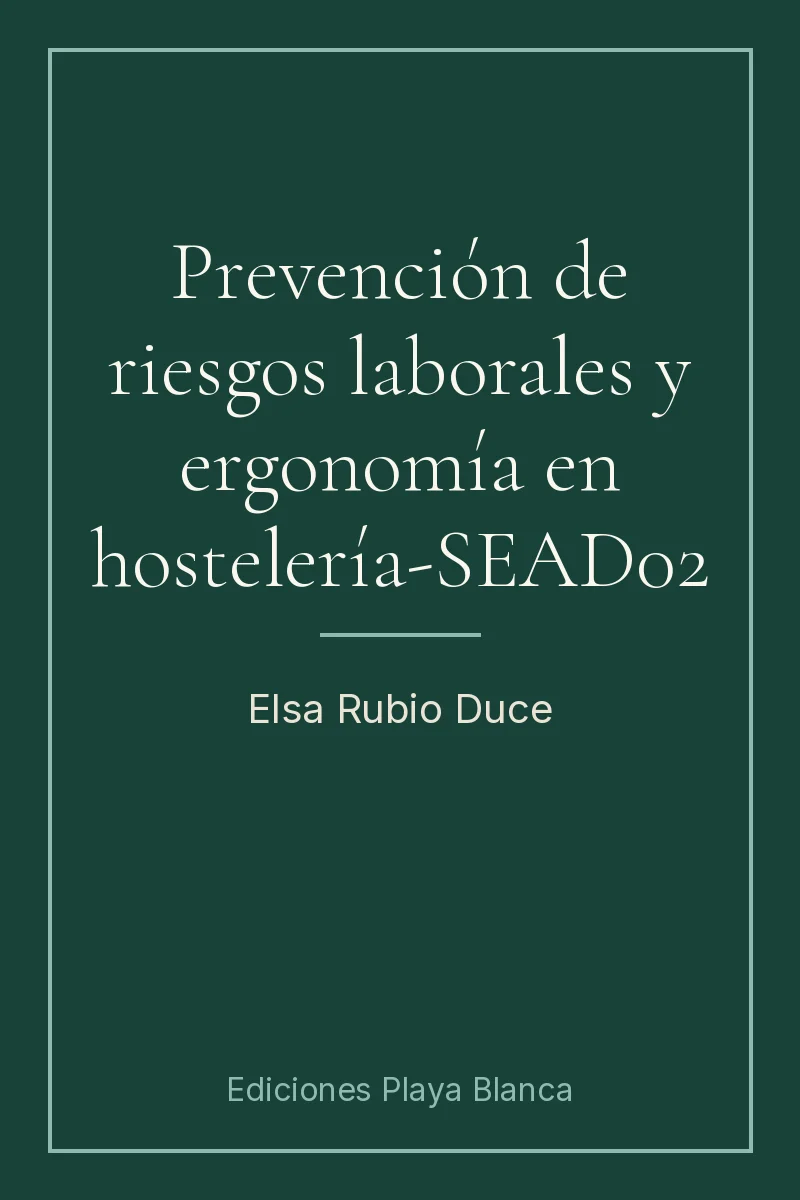 Prevención de
riesgos laborales y
ergonomía en
hostelería-SEAD02
Elsa Rubio Duce
Ediciones Playa Blanca